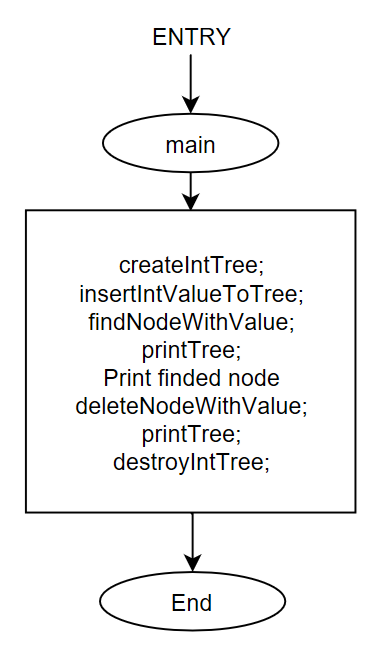 ENTRY
main
createIntTree;
insertIntValueToTree;
findNodeWithValue;
printTree;
Print finded node
deleteNodeWithValue;
printTree;
destroyIntTree;
End